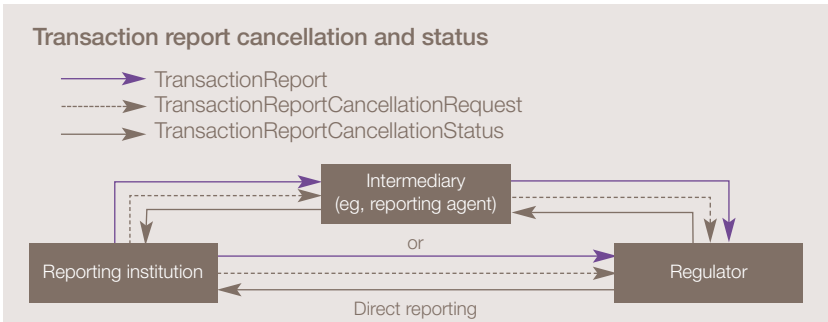 Transaction report cancellation and status
TransactionReport
TransactionReportCancellationRequest
TransactionReportCancellationStatus
Intermediary
(eg, reporting agent)
or
Reporting institution
Regulator
Direct reporting